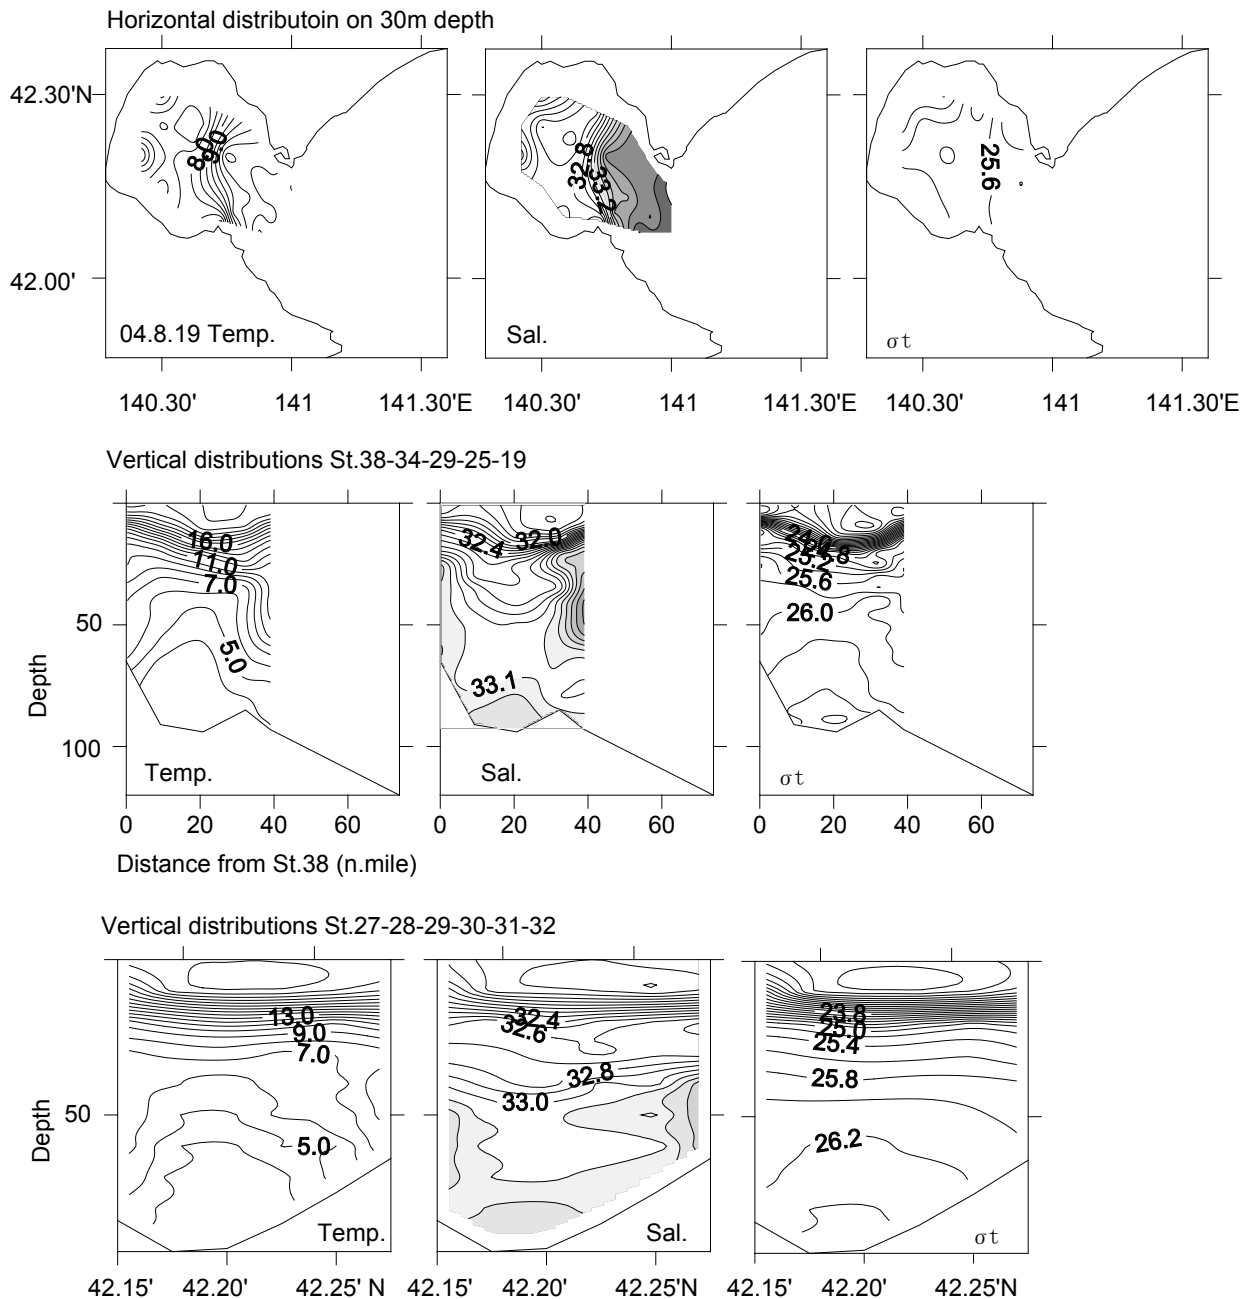 Horizontal distributoin on 30m depth
42.30'N
42.00'
8.0
9.0
32.8
33.2
25.6
04.8.19 Temp.
Sal.
σt
140.30' 141 141.30'E
140.30' 141 141.30'E
140.30' 141 141.30'E
Vertical distributions St.38-34-29-25-19
Depth
50
100
16.0
11.0
7.0
5.0
32.4 32.0
33.1
24.0
24.8
25.2
25.6
26.0
Temp.
Sal.
σt
0 20 40 60
0 20 40 60
0 20 40 60
Distance from St.38 (n.mile)
Vertical distributions St.27-28-29-30-31-32
Depth
50
13.0
9.0
7.0
5.0
32.4
32.6
32.8
33.0
23.8
25.0
25.4
25.8
26.2
Temp.
Sal.
σt
42.15' 42.20' 42.25' N
42.15' 42.20' 42.25'N
42.15' 42.20' 42.25'N